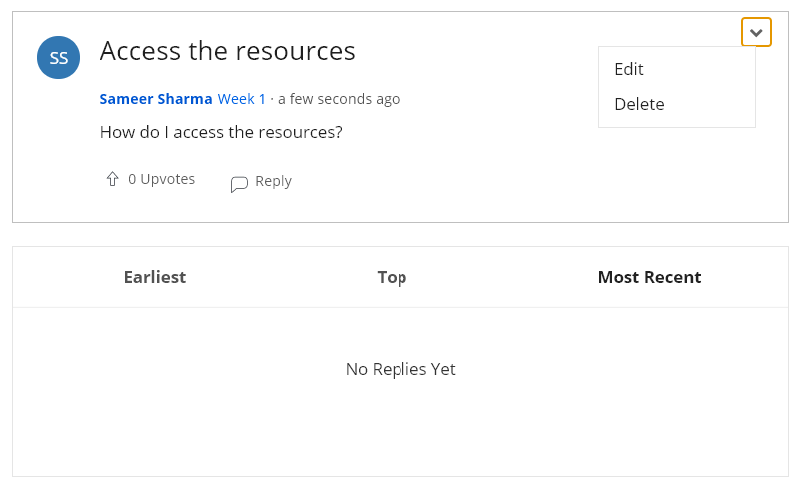 SS
Access the resources
Edit
Delete
Sameer Sharma Week 1 · a few seconds ago
How do I access the resources?
0 Upvotes
Reply
Earliest
Top
Most Recent
No Replies Yet